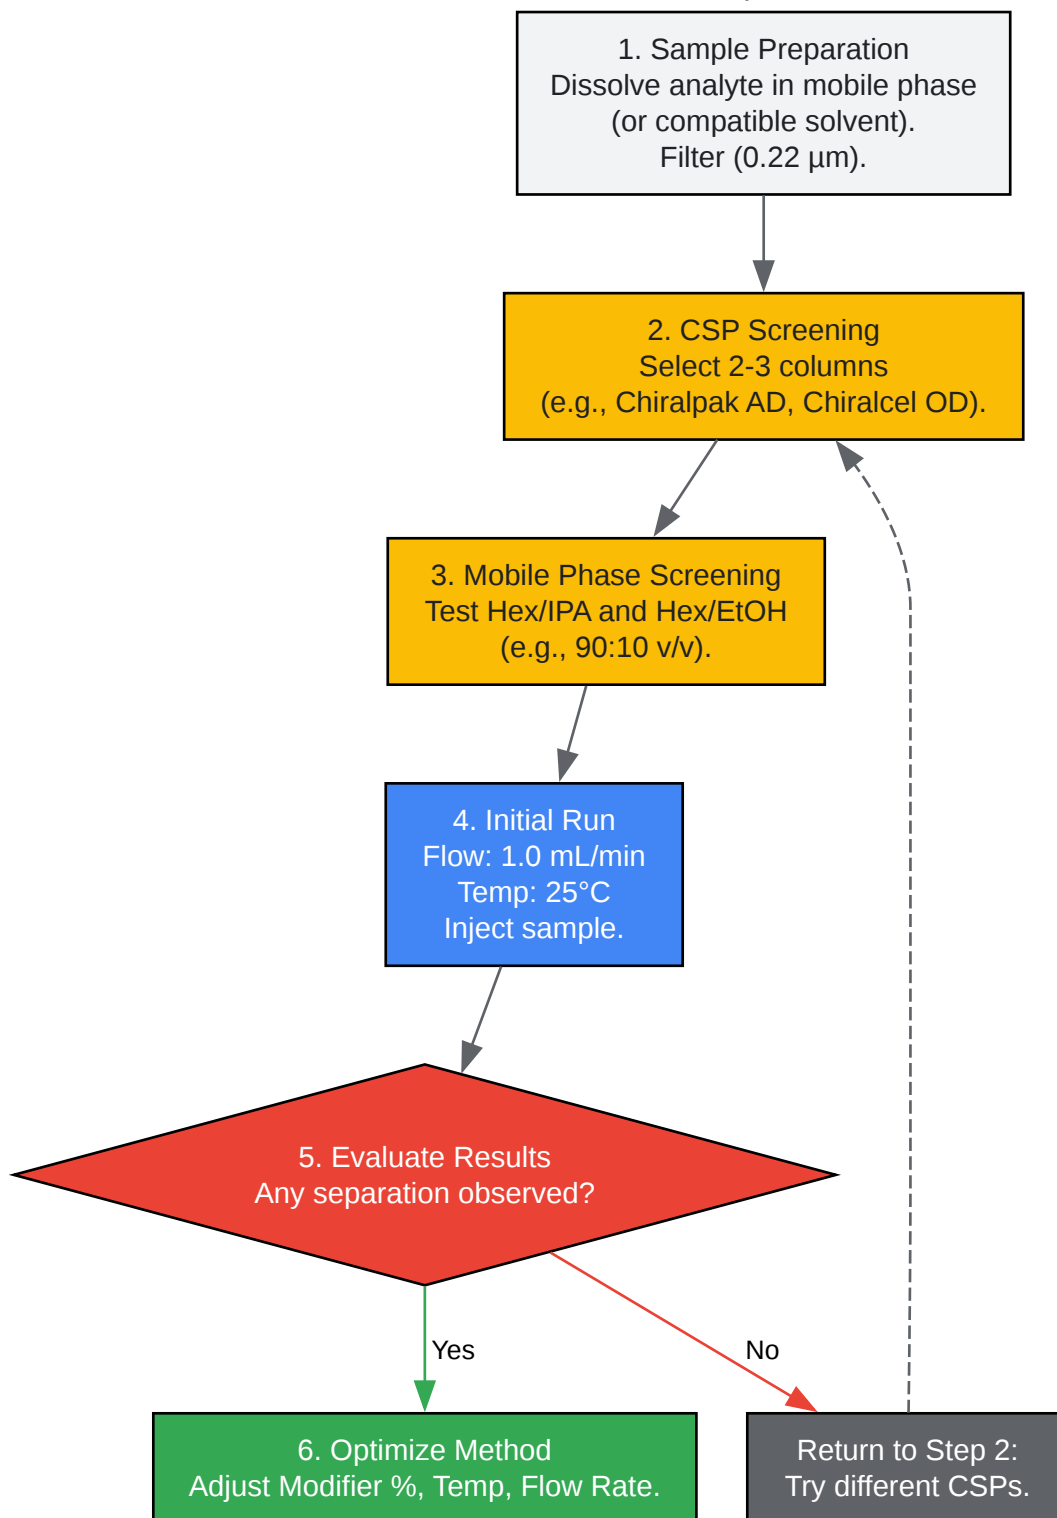 1. Sample Preparation
Dissolve analyte in mobile phase
(or compatible solvent).
Filter (0.22 µm).
2. CSP Screening
Select 2-3 columns
(e.g., Chiralpak AD, Chiralcel OD).
3. Mobile Phase Screening
Test Hex/IPA and Hex/EtOH
(e.g., 90:10 v/v).
4. Initial Run
Flow: 1.0 mL/min
Temp: 25°C
Inject sample.
5. Evaluate Results
Any separation observed?
Yes
No
6. Optimize Method
Adjust Modifier %, Temp, Flow Rate.
Return to Step 2:
Try different CSPs.